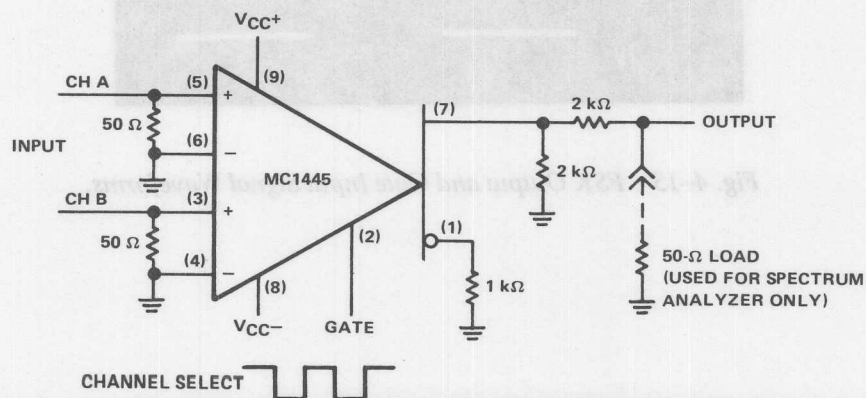 VCC+
CH A
(5)
+
(9)
50 Ω
(7)
2 kΩ
OUTPUT
INPUT
(6)
−
MC1445
2 kΩ
Fig. 4-15. FSK Output and Gate Input Signal Waveforms.
CH B
(3)
+
(1)
50 Ω
(2)
(4)
−
(8)
1 kΩ
50-Ω LOAD
(USED FOR SPECTRUM
ANALYZER ONLY)
VCC−
GATE
CHANNEL SELECT